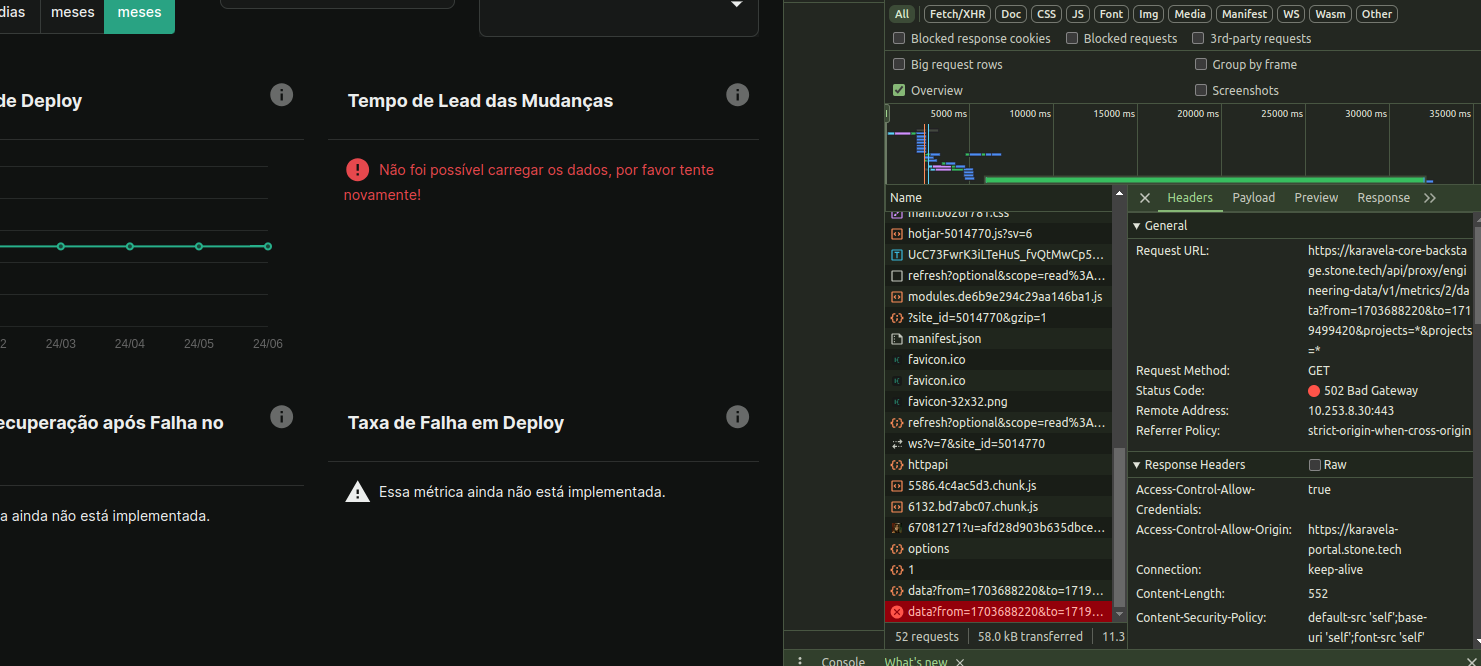 dias
meses
meses
de Deploy
Tempo de Lead das Mudanças
Não foi possível carregar os dados, por favor tente
novamente!
2
24/03
24/04
24/05
24/06
ecuperação após Falha no
Taxa de Falha em Deploy
Essa métrica ainda não está implementada.
a ainda não está implementada.
All
Fetch/XHR
Doc
CSS
JS
Font
Img
Media
Manifest
WS
Wasm
Other
Blocked response cookies
Blocked requests
3rd-party requests
Big request rows
Group by frame
Overview
Screenshots
5000 ms
10000 ms
15000 ms
20000 ms
25000 ms
30000 ms
35000 ms
Name
main.b026f781.css
hotjar-5014770.js?sv=6
UcC73FwrK3iLTeHuS_fvQtMwCp5...
refresh?optional&scope=read%3A...
modules.de6b9e294c29aa146ba1.js
?site_id=5014770&gzip=1
manifest.json
favicon.ico
favicon.ico
favicon-32x32.png
refresh?optional&scope=read%3A...
ws?v=7&site_id=5014770
httpapi
5586.4c4ac5d3.chunk.js
6132.bd7abc07.chunk.js
67081271?u=afd28d903b635dbce...
options
1
data?from=1703688220&to=1719...
data?from=1703688220&to=1719...
52 requests
58.0 kB transferred
11.3
Headers
Payload
Preview
Response
General
Request URL:
https://karavela-core-backsta
ge.stone.tech/api/proxy/engi
neering-data/v1/metrics/2/da
ta?from=1703688220&to=171
9499420&projects=*&projects
=*
Request Method:
GET
Status Code:
502 Bad Gateway
Remote Address:
10.253.8.30:443
Referrer Policy:
strict-origin-when-cross-origin
Response Headers
Raw
Access-Control-Allow-
Credentials:
true
Access-Control-Allow-Origin:
https://karavela-
portal.stone.tech
Connection:
keep-alive
Content-Length:
552
Content-Security-Policy:
default-src 'self';base-
uri 'self';font-src 'self'
Console
What's new